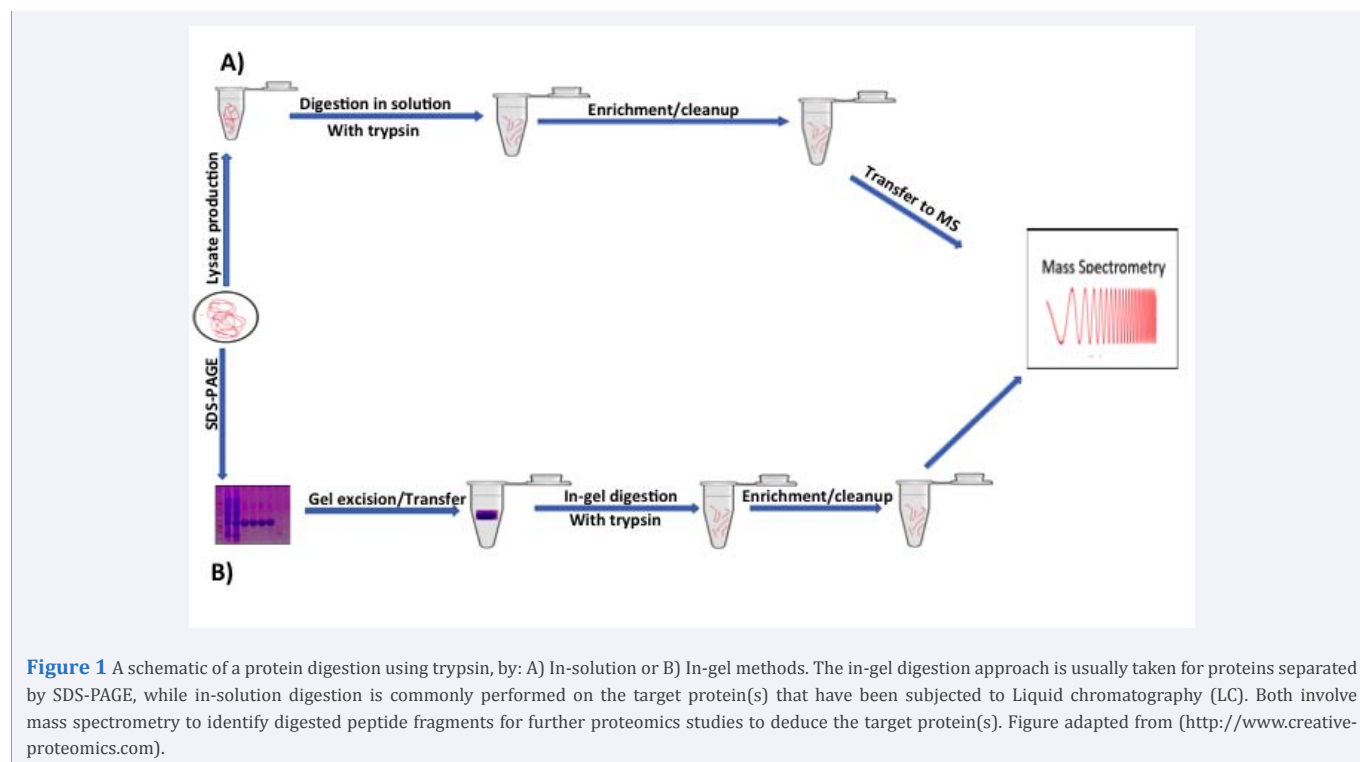 A)
Digestion in solution
With trypsin
Enrichment/cleanup
Transfer to MS
Lysate production
Mass Spectrometry
SDS-PAGE
Gel excision/Transfer
In-gel digestion
With trypsin
Enrichment/cleanup
B)
Figure 1 A schematic of a protein digestion using trypsin, by: A) In-solution or B) In-gel methods. The in-gel digestion approach is usually taken for proteins separated
by SDS-PAGE, while in-solution digestion is commonly performed on the target protein(s) that have been subjected to Liquid chromatography (LC). Both involve
mass spectrometry to identify digested peptide fragments for further proteomics studies to deduce the target protein(s). Figure adapted from (http://www.creative-
proteomics.com).